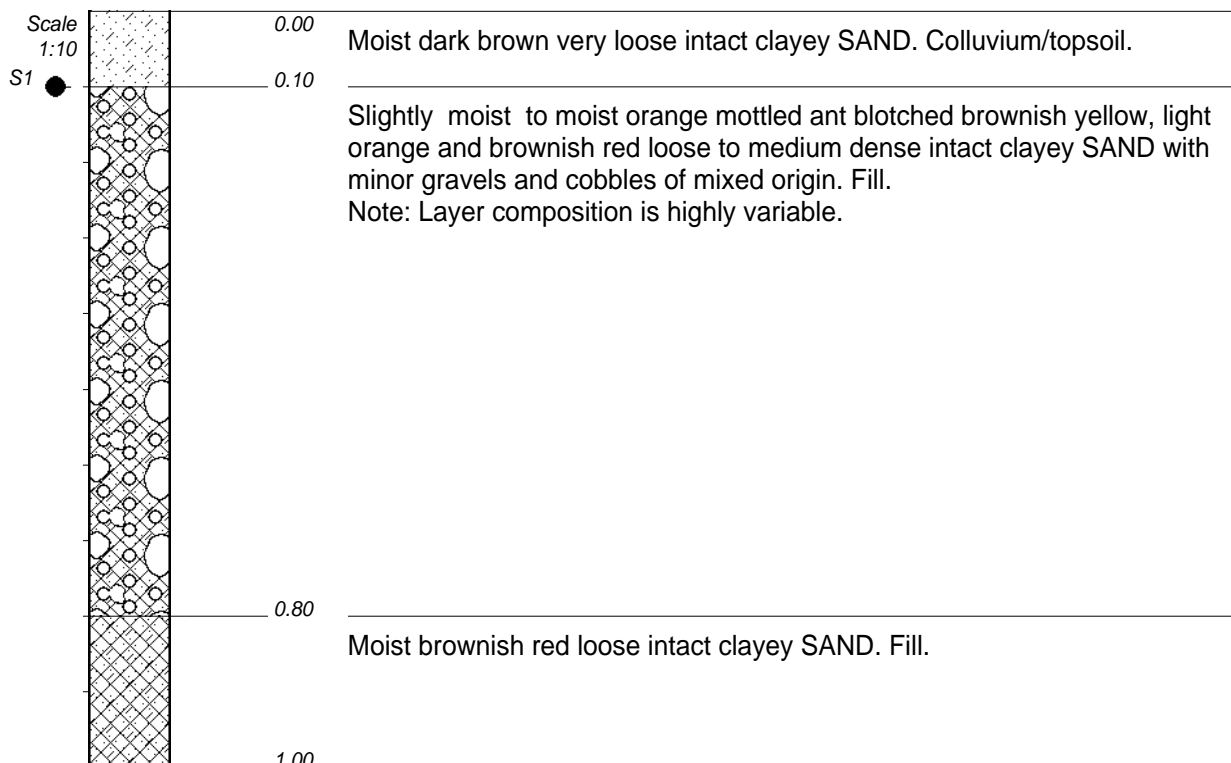 Scale
1:10
0.00
Moist dark brown very loose intact clayey SAND. Colluvium/topsoil.
S1
0.10
Slightly moist to moist orange mottled ant blotched brownish yellow, light
orange and brownish red loose to medium dense intact clayey SAND with
minor gravels and cobbles of mixed origin. Fill.
Note: Layer composition is highly variable.
0.80
Moist brownish red loose intact clayey SAND. Fill.
1.00